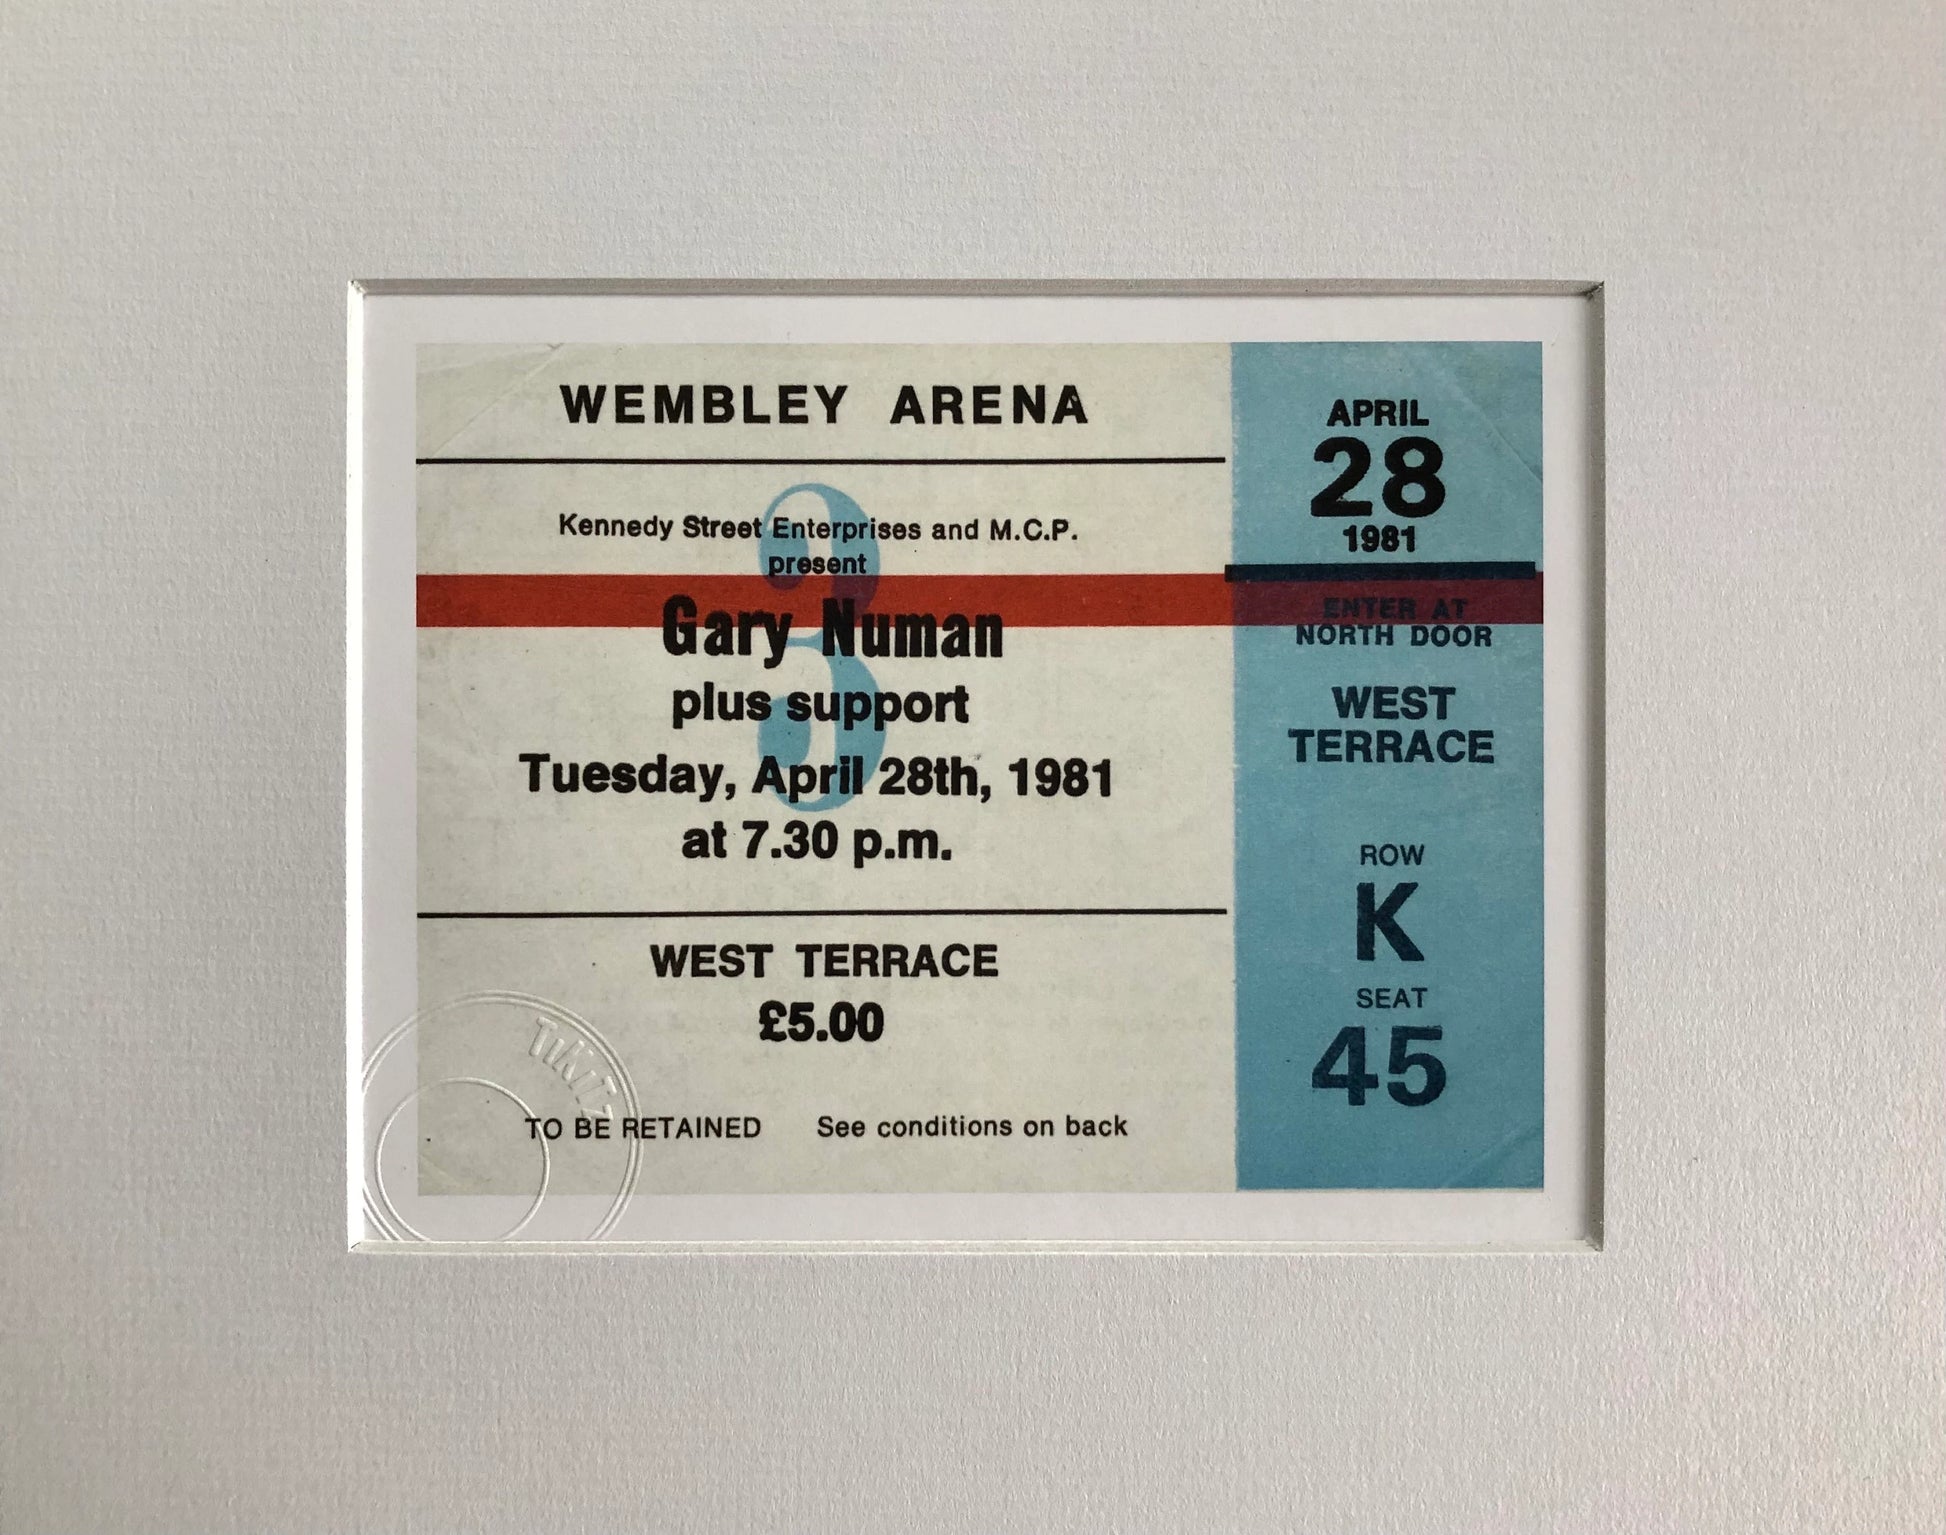 WEMBLEY ARENA
Kennedy Street Enterprises and M.C.P.
present
3
Gary Numan
plus support
Tuesday, April 28th, 1981
at 7.30 p.m.
WEST TERRACE
£5.00
TO BE RETAINED See conditions on back
TiKiTZ
APRIL
28
1981
ENTER AT
NORTH DOOR
WEST
TERRACE
ROW
K
SEAT
45